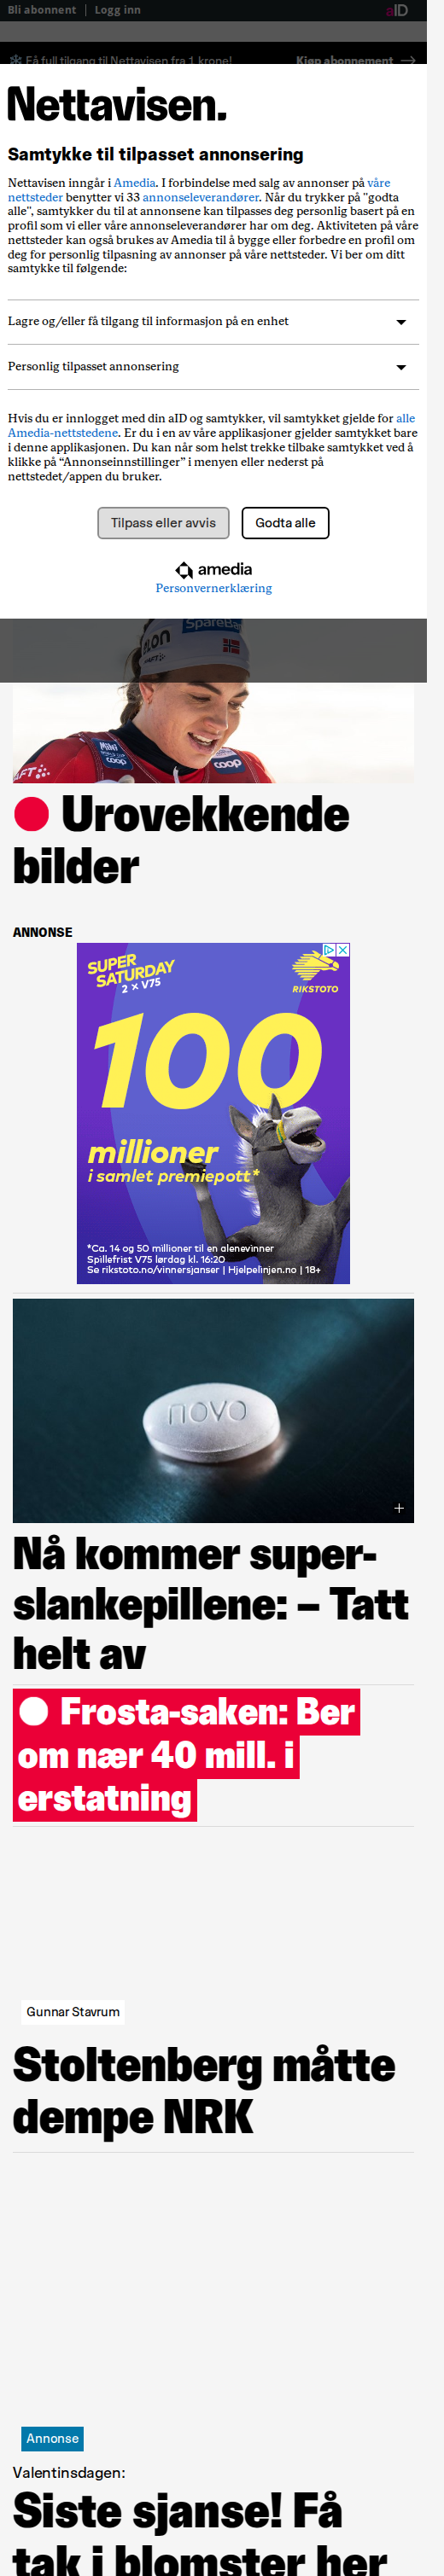 Bli abonnent | Logg inn aID
Få full tilgang til Nettavisen fra 1 krone! Kjøp abonnement →
Nettavisen.
Samtykke til tilpasset annonsering
Nettavisen inngår i Amedia. I forbindelse med salg av annonser på våre
nettsteder benytter vi 33 annonseleverandører. Når du trykker på "godta
alle", samtykker du til at annonsene kan tilpasses deg personlig basert på en
profil som vi eller våre annonseleverandører har om deg. Aktiviteten på våre
nettsteder kan også brukes av Amedia til å bygge eller forbedre en profil om
deg for personlig tilpasning av annonser på våre nettsteder. Vi ber om ditt
samtykke til følgende:
Lagre og/eller få tilgang til informasjon på en enhet
Personlig tilpasset annonsering
Hvis du er innlogget med din aID og samtykker, vil samtykket gjelde for alle
Amedia-nettstedene. Er du i en av våre applikasjoner gjelder samtykket bare
i denne applikasjonen. Du kan når som helst trekke tilbake samtykket ved å
klikke på “Annonseinnstillinger” i menyen eller nederst på
nettstedet/appen du bruker.
Tilpass eller avvis Godta alle
amedia
Personvernerklæring
SpareBa
coop
coop
Urovekkende
bilder
ANNONSE
SUPER
SATURDAY
2 x V75
RIKSTOTO
100
millioner
i samlet premiepott*
*Ca. 14 og 50 millioner til en alenevinner
Spillefrist V75 lørdag kl. 16:20
Se rikstoto.no/vinnersjanser | Hjelpelinjen.no | 18+
novo
Nå kommer super-
slankepillene: – Tatt
helt av
Frosta-saken: Ber
om nær 40 mill. i
erstatning
Gunnar Stavrum
Stoltenberg måtte
dempe NRK
Annonse
Valentinsdagen:
Siste sjanse! Få
tak i blomster her